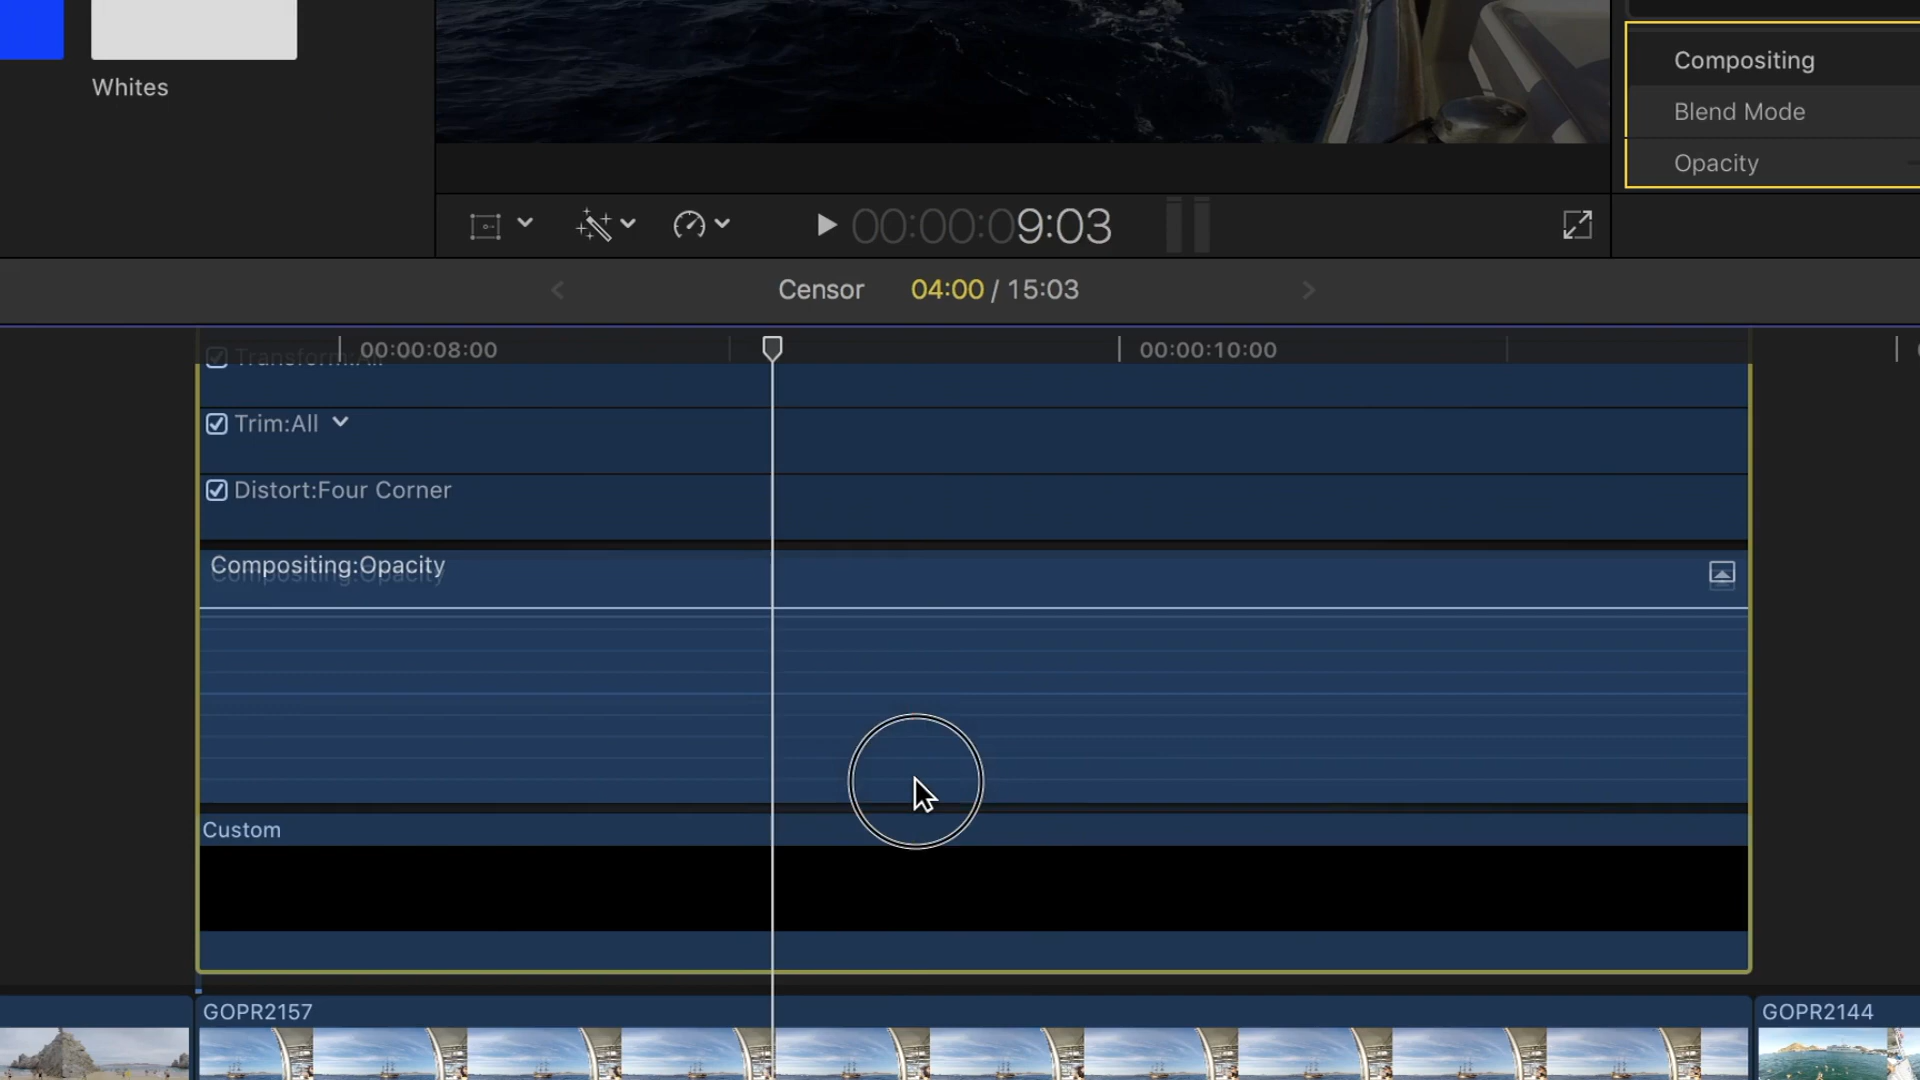 Whites
Compositing
Blend Mode
Opacity
00:00:09:03
Censor 04:00 / 15:03
00:00:08:00
00:00:10:00
Transform:All
Trim:All
Distort:Four Corner
Compositing:Opacity
Custom
GOPR2157
GOPR2144